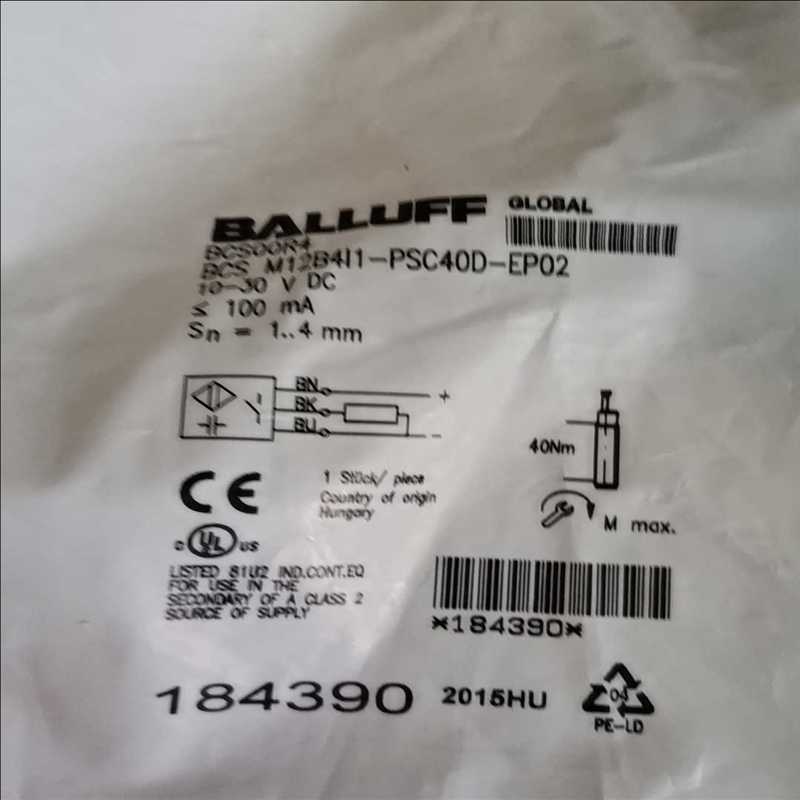 BALLUFF GLOBAL
BCS00R4
BCS M12B4I1-PSC40D-EP02
10-30 V DC
≤ 100 mA
Sn = 1..4 mm
BN +
BK
BU -
40Nm
M max.
CE
1 Stück/ piece
Country of origin
Hungary
C UL US
LISTED 81U2 IND.CONT.EQ
FOR USE IN THE
SECONDARY OF A CLASS 2
SOURCE OF SUPPLY
*184390*
184390 2015HU
04
PE-LD